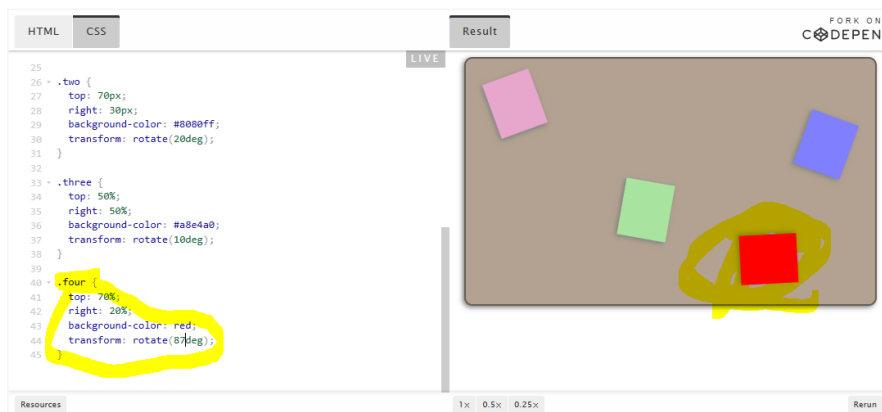 HTML
CSS
Result
FORK ON
CODEPEN
LIVE
25
26 .two {
27 top: 70px;
28 right: 30px;
29 background-color: #8080ff;
30 transform: rotate(20deg);
31 }
32
33 .three {
34 top: 50%;
35 right: 50%;
36 background-color: #a8e4a0;
37 transform: rotate(10deg);
38 }
39
40 .four {
41 top: 70%;
42 right: 20%;
43 background-color: red;
44 transform: rotate(87deg);
45 }
Resources
1× 0.5× 0.25×
Rerun